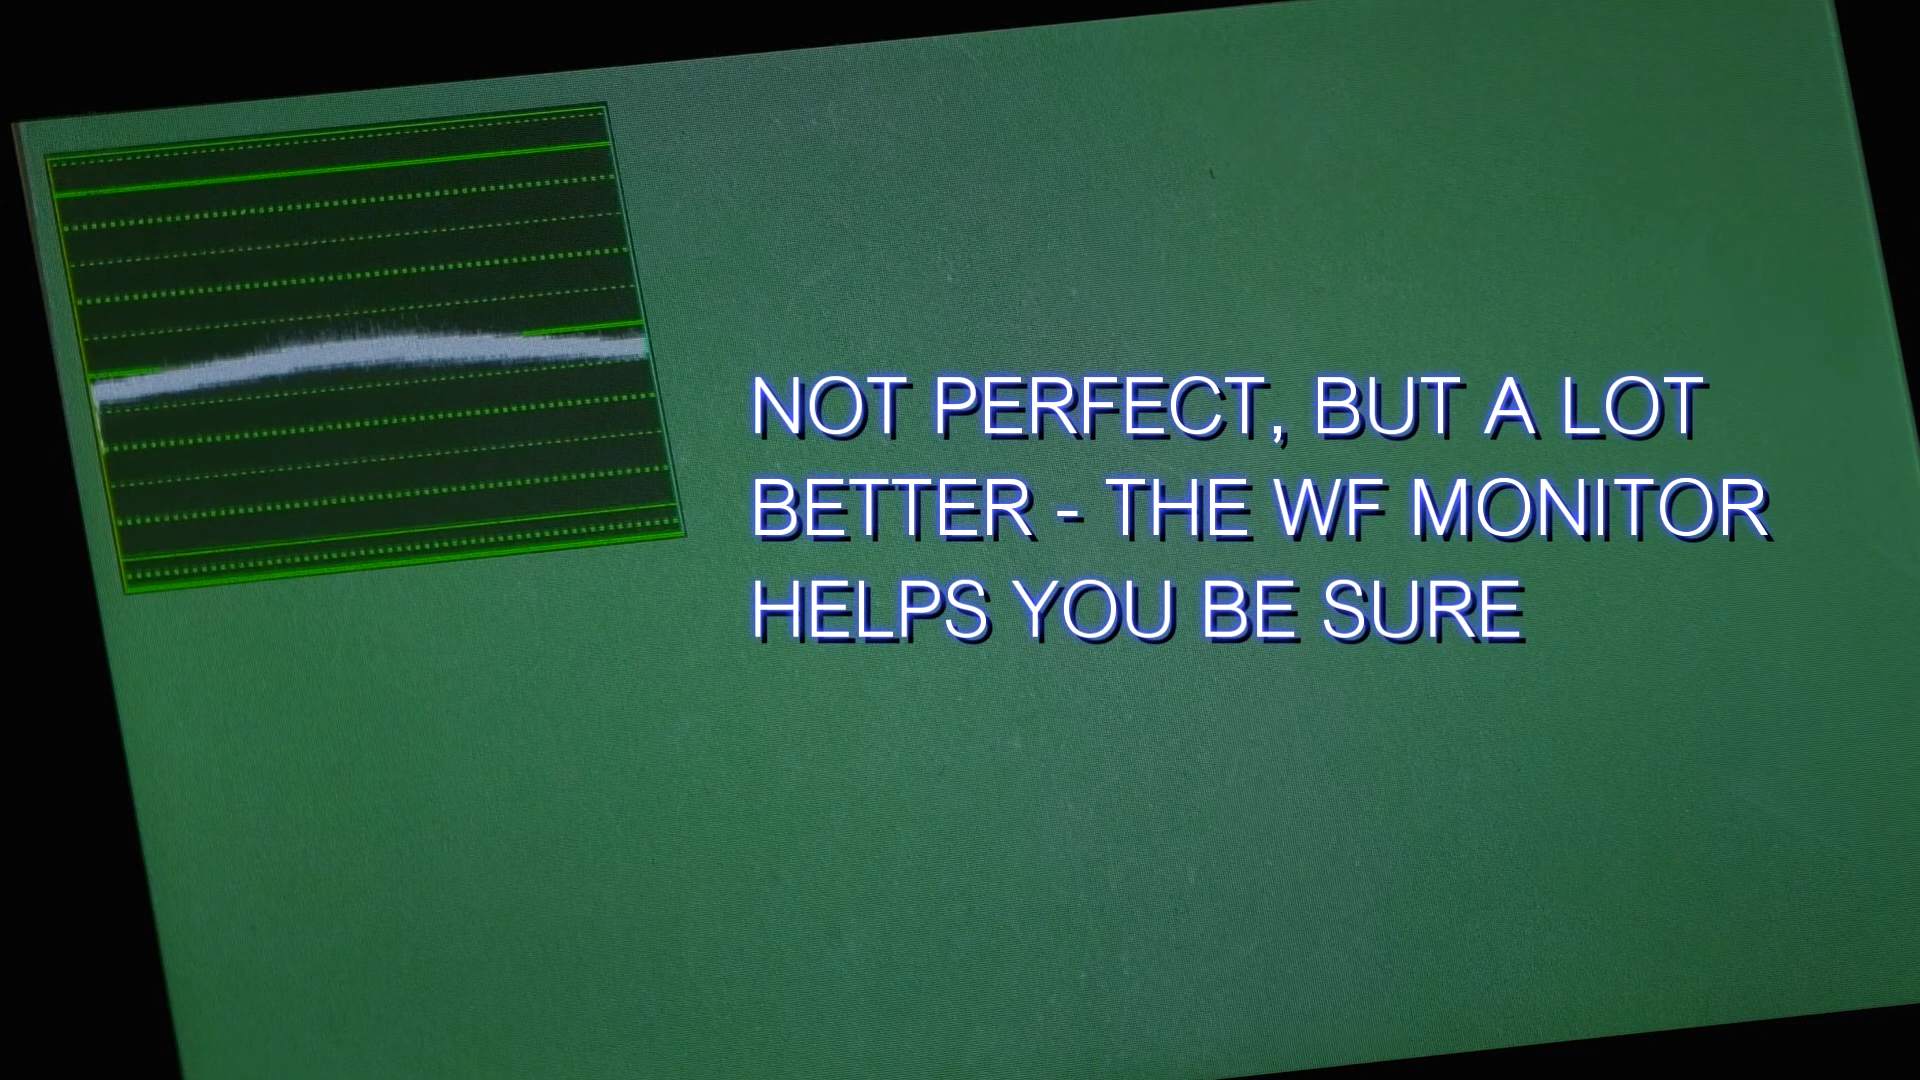 NOT PERFECT, BUT A LOT
BETTER - THE WF MONITOR
HELPS YOU BE SURE